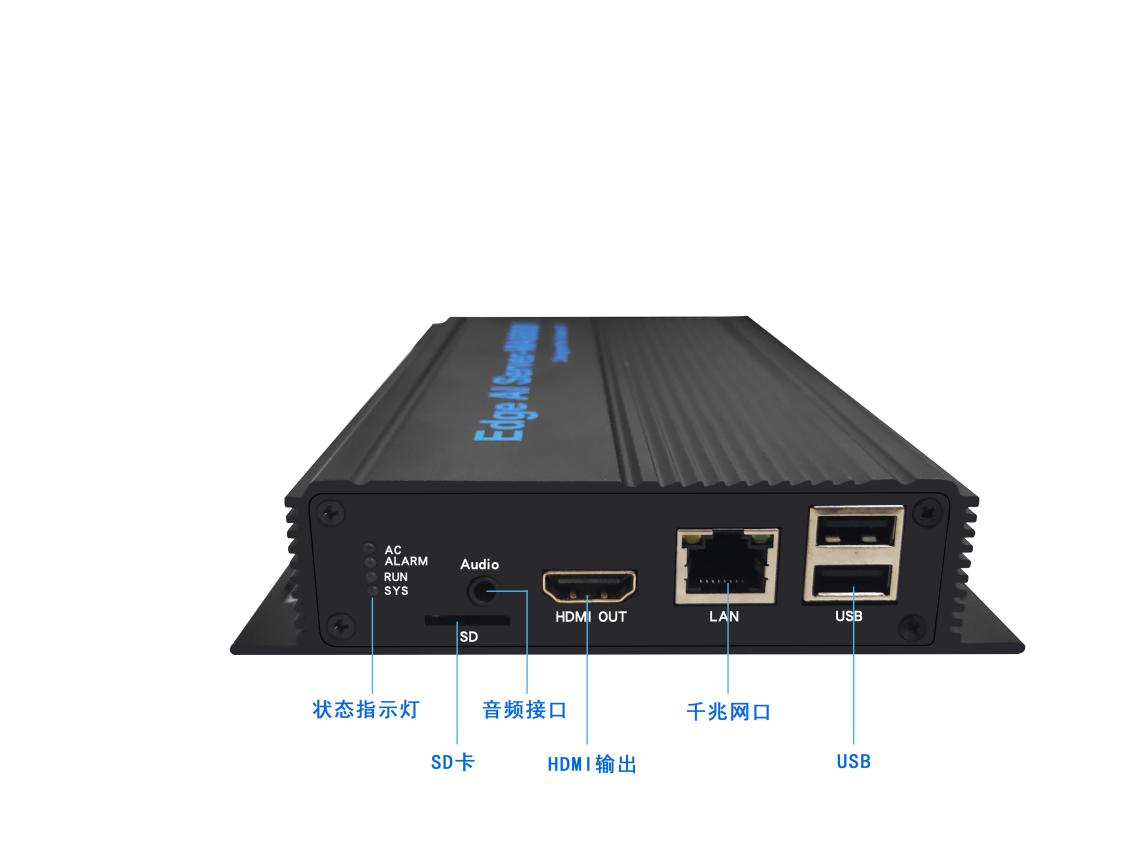 Edge AI Server-
AC
ALARM
RUN
SYS
Audio
SD
HDMI OUT
LAN
USB
状态指示灯
音频接口
千兆网口
SD卡
HDMI输出
USB